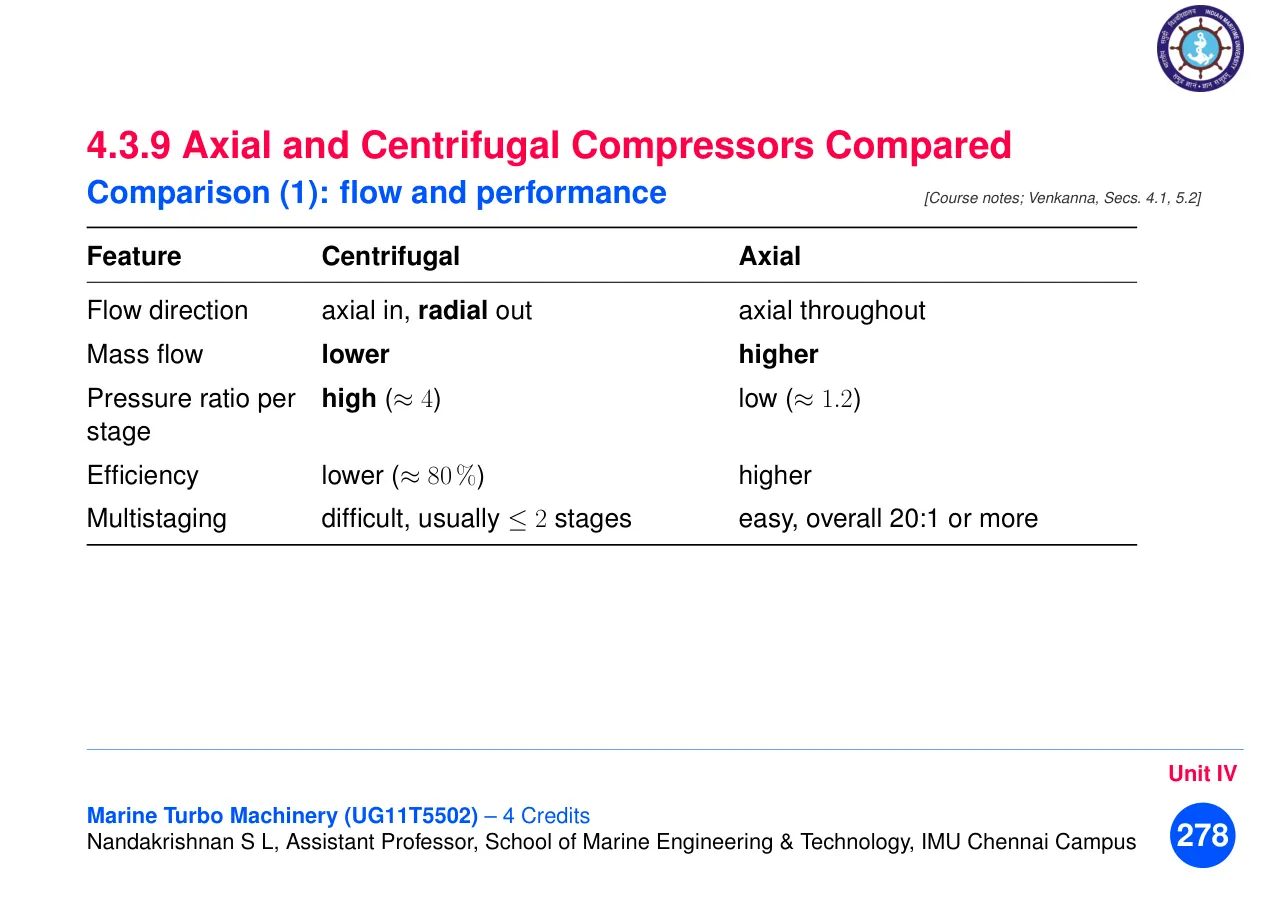 INDIAN MARITIME UNIVERSITY
4.3.9 Axial and Centrifugal Compressors Compared
Comparison (1): flow and performance [Course notes; Venkanna, Secs. 4.1, 5.2]
Feature Centrifugal Axial
Flow direction axial in, radial out axial throughout
Mass flow lower higher
Pressure ratio per high (≈ 4) low (≈ 1.2)
stage
Efficiency lower (≈ 80 %) higher
Multistaging difficult, usually ≤ 2 stages easy, overall 20:1 or more
Unit IV
Marine Turbo Machinery (UG11T5502) – 4 Credits
Nandakrishnan S L, Assistant Professor, School of Marine Engineering & Technology, IMU Chennai Campus
278